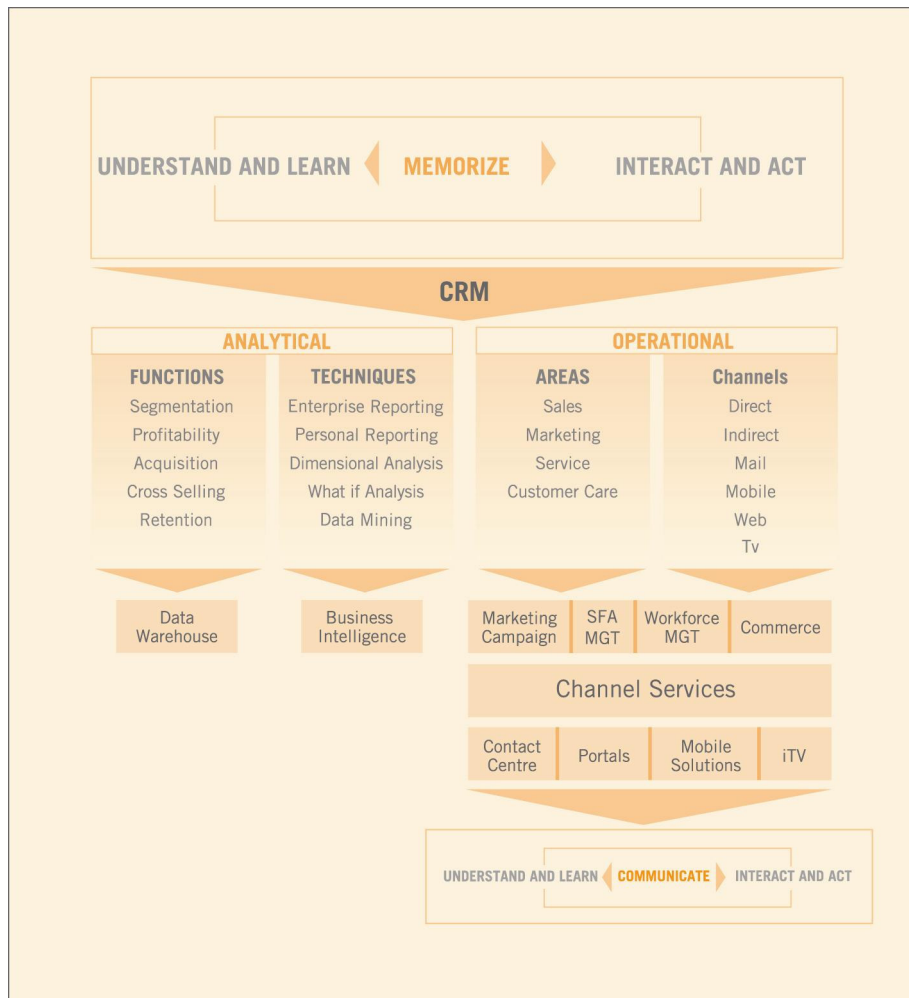 UNDERSTAND AND LEARN MEMORIZE INTERACT AND ACT
CRM
ANALYTICAL
FUNCTIONS
Segmentation
Profitability
Acquisition
Cross Selling
Retention
TECHNIQUES
Enterprise Reporting
Personal Reporting
Dimensional Analysis
What if Analysis
Data Mining
OPERATIONAL
AREAS
Sales
Marketing
Service
Customer Care
Channels
Direct
Indirect
Mail
Mobile
Web
Tv
Data
Warehouse
Business
Intelligence
Marketing
Campaign
SFA
MGT
Workforce
MGT
Commerce
Channel Services
Contact
Centre
Portals
Mobile
Solutions
iTV
UNDERSTAND AND LEARN COMMUNICATE INTERACT AND ACT